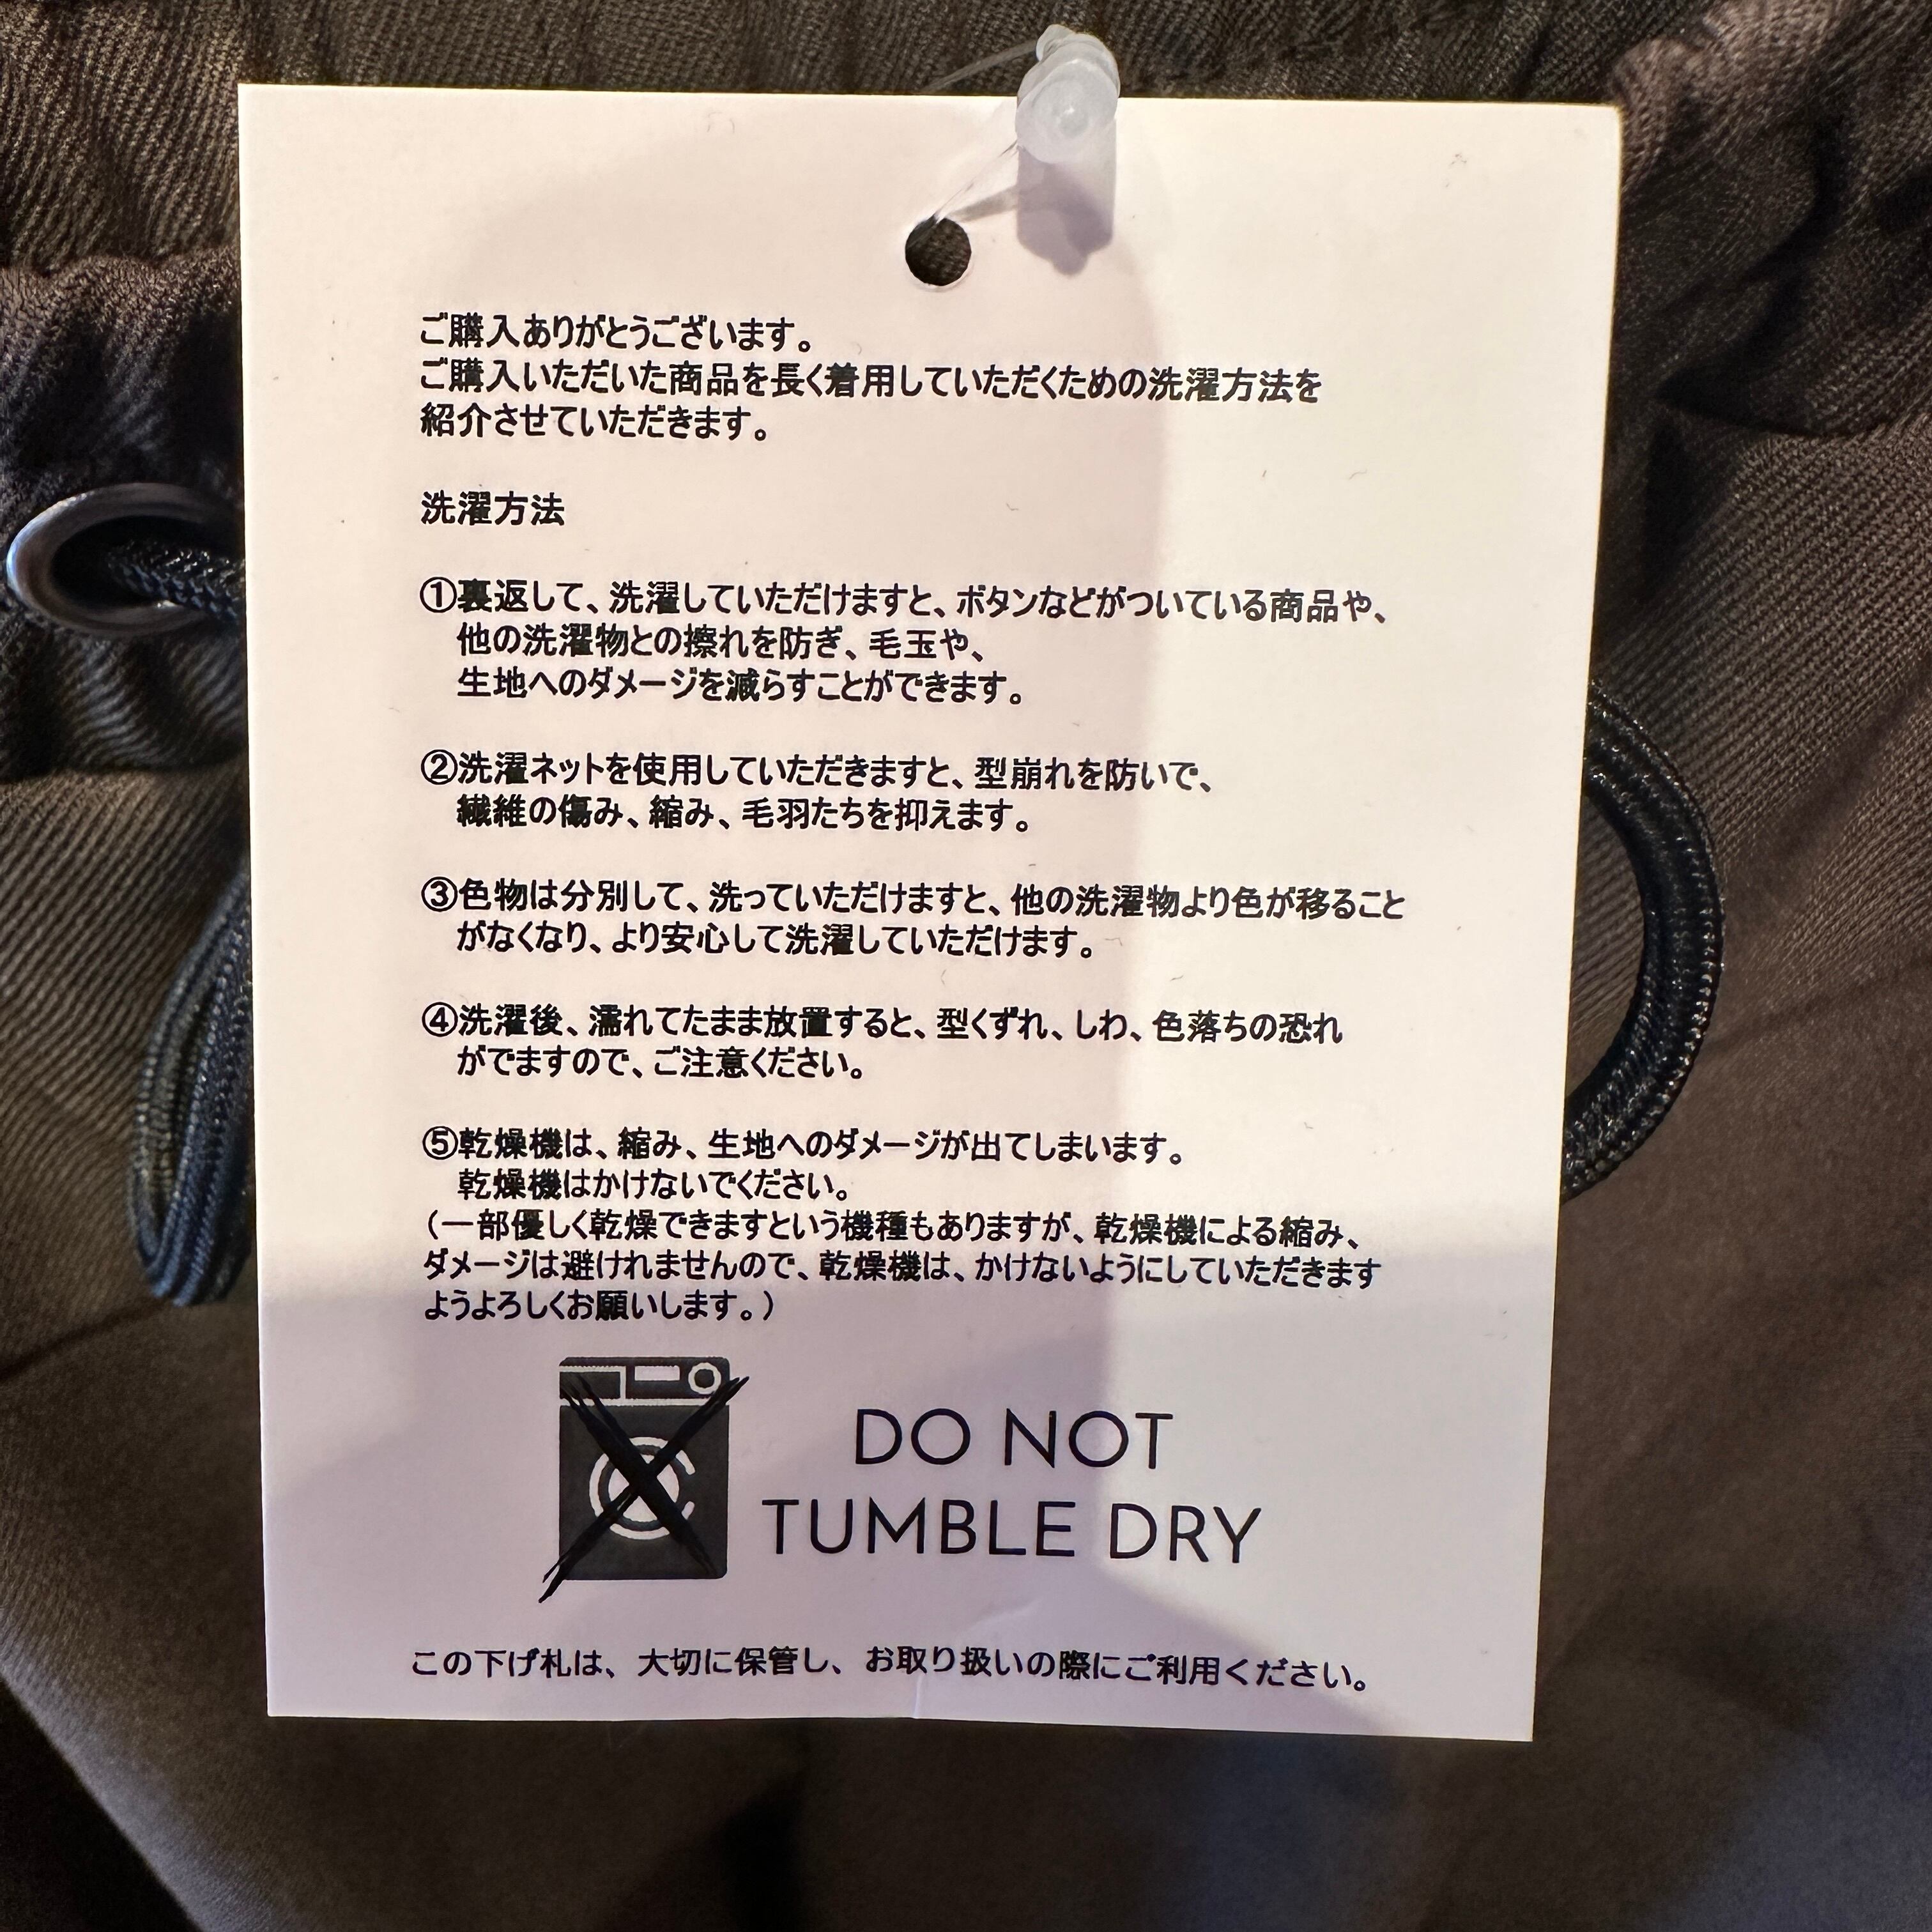 ご購入ありがとうございます。
ご購入いただいた商品を長く着用していただくための洗濯方法を
紹介させていただきます。
洗濯方法
①裏返して、洗濯していただけますと、ボタンなどがついている商品や、
他の洗濯物との擦れを防ぎ、毛玉や、
生地へのダメージを減らすことができます。
②洗濯ネットを使用していただきますと、型崩れを防いで、
繊維の傷み、縮み、毛羽たちを抑えます。
③色物は分別して、洗っていただけますと、他の洗濯物より色が移ること
がなくなり、より安心して洗濯していただけます。
④洗濯後、濡れてたまま放置すると、型くずれ、しわ、色落ちの恐れ
がでますので、ご注意ください。
⑤乾燥機は、縮み、生地へのダメージが出てしまいます。
乾燥機はかけないでください。
（一部優しく乾燥できますという機種もありますが、乾燥機による縮み、
ダメージは避けれませんので、乾燥機は、かけないようにしていただきます
ようよろしくお願いします。）
DO NOT
TUMBLE DRY
この下げ札は、大切に保管し、お取り扱いの際にご利用ください。